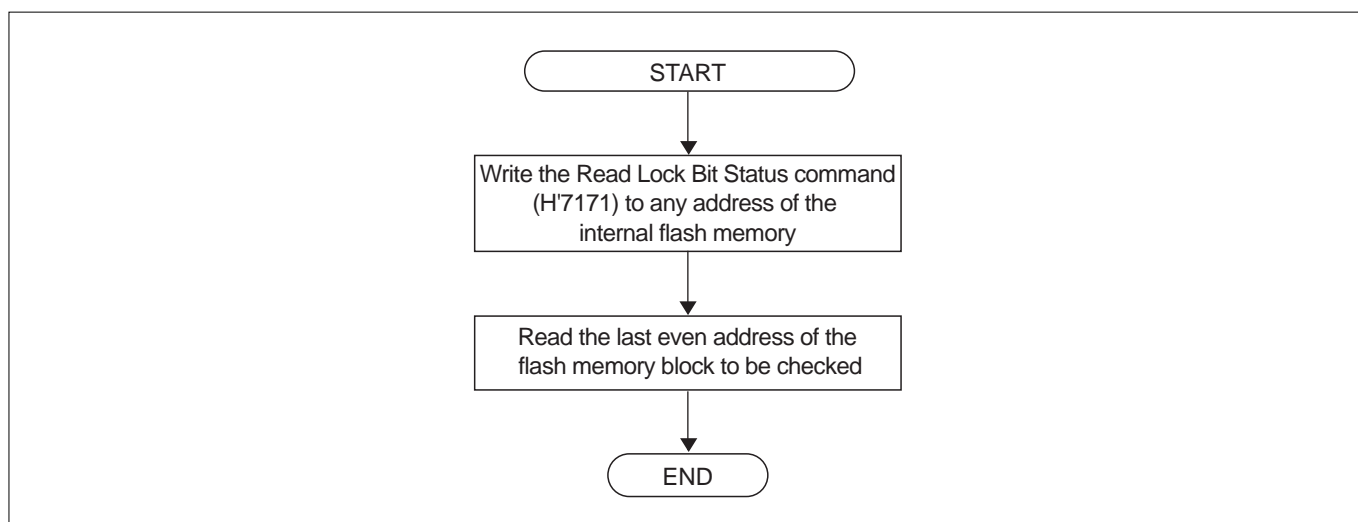 START
Write the Read Lock Bit Status command
(H'7171) to any address of the
internal flash memory
Read the last even address of the
flash memory block to be checked
END